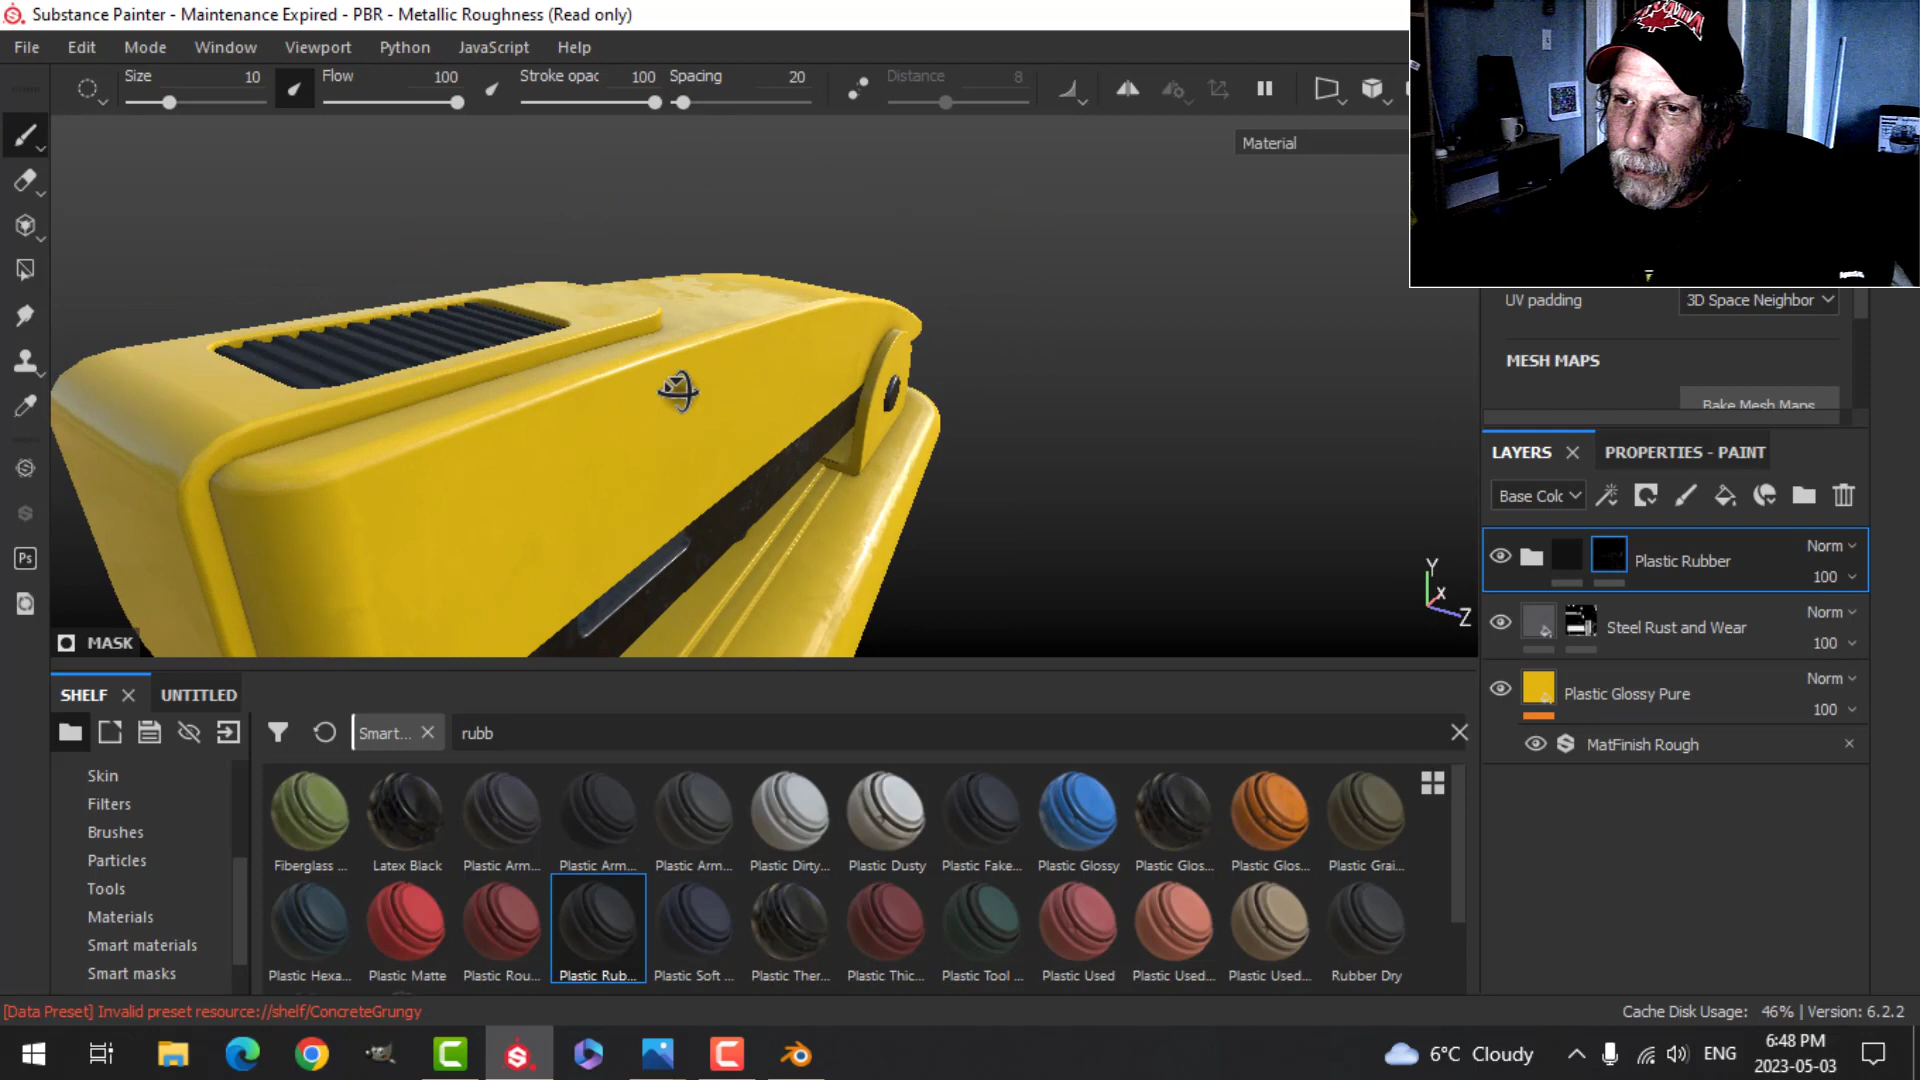 Substance Painter - Maintenance Expired - PBR - Metallic Roughness (Read only)
File Edit Mode Window Viewport Python JavaScript Help
Size 10 Flow 100 Stroke opac 100 Spacing 20 Distance 8
Material
UV padding 3D Space Neighbor
MESH MAPS
Bake Mesh Maps
LAYERS PROPERTIES - PAINT
Base Colc
Norm
Plastic Rubber
100
Norm
Steel Rust and Wear
100
Norm
Plastic Glossy Pure
100
MatFinish Rough
Y
X
Z
MASK
SHELF UNTITLED
Smart... rubb
Skin
Filters
Brushes
Particles
Tools
Materials
Smart materials
Smart masks
Fiberglass ... Latex Black Plastic Arm... Plastic Arm... Plastic Arm... Plastic Dirty... Plastic Dusty Plastic Fake... Plastic Glossy Plastic Glos... Plastic Glos... Plastic Grai...
Plastic Hexa... Plastic Matte Plastic Rou... Plastic Rub... Plastic Soft ... Plastic Ther... Plastic Thic... Plastic Tool ... Plastic Used Plastic Used... Plastic Used... Rubber Dry
[Data Preset] Invalid preset resource://shelf/ConcreteGrungy
Cache Disk Usage: 46% | Version: 6.2.2
Ps
6°C Cloudy
ENG
6:48 PM
2023-05-03